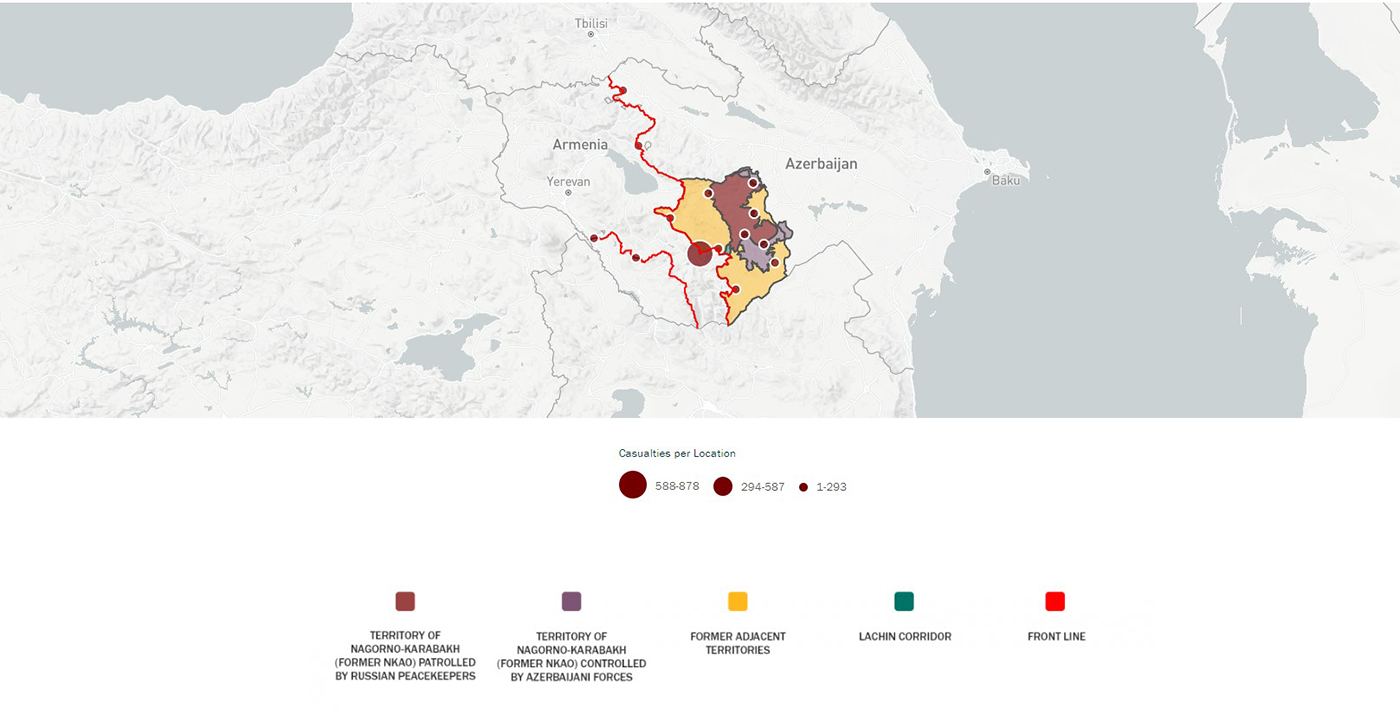 Tbilisi
Armenia
Azerbaijan
Yerevan
Baku
Casualties per Location
588-878
294-587
1-293
TERRITORY OF
NAGORNO-KARABAKH
(FORMER NKAO) PATROLLED
BY RUSSIAN PEACEKEEPERS
TERRITORY OF
NAGORNO-KARABAKH
(FORMER NKAO) CONTROLLED
BY AZERBAIJANI FORCES
FORMER ADJACENT
TERRITORIES
LACHIN CORRIDOR
FRONT LINE